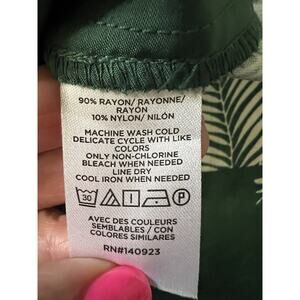 90% RAYON/ RAYONNE/
RAYON
10% NYLON/ NILÓN
MACHINE WASH COLD
DELICATE CYCLE WITH LIKE
COLORS
ONLY NON-CHLORINE
BLEACH WHEN NEEDED
LINE DRY
COOL IRON WHEN NEEDED
30
P
AVEC DES COULEURS
SEMBLABLES / CON
COLORES SIMILARES
RN#140923